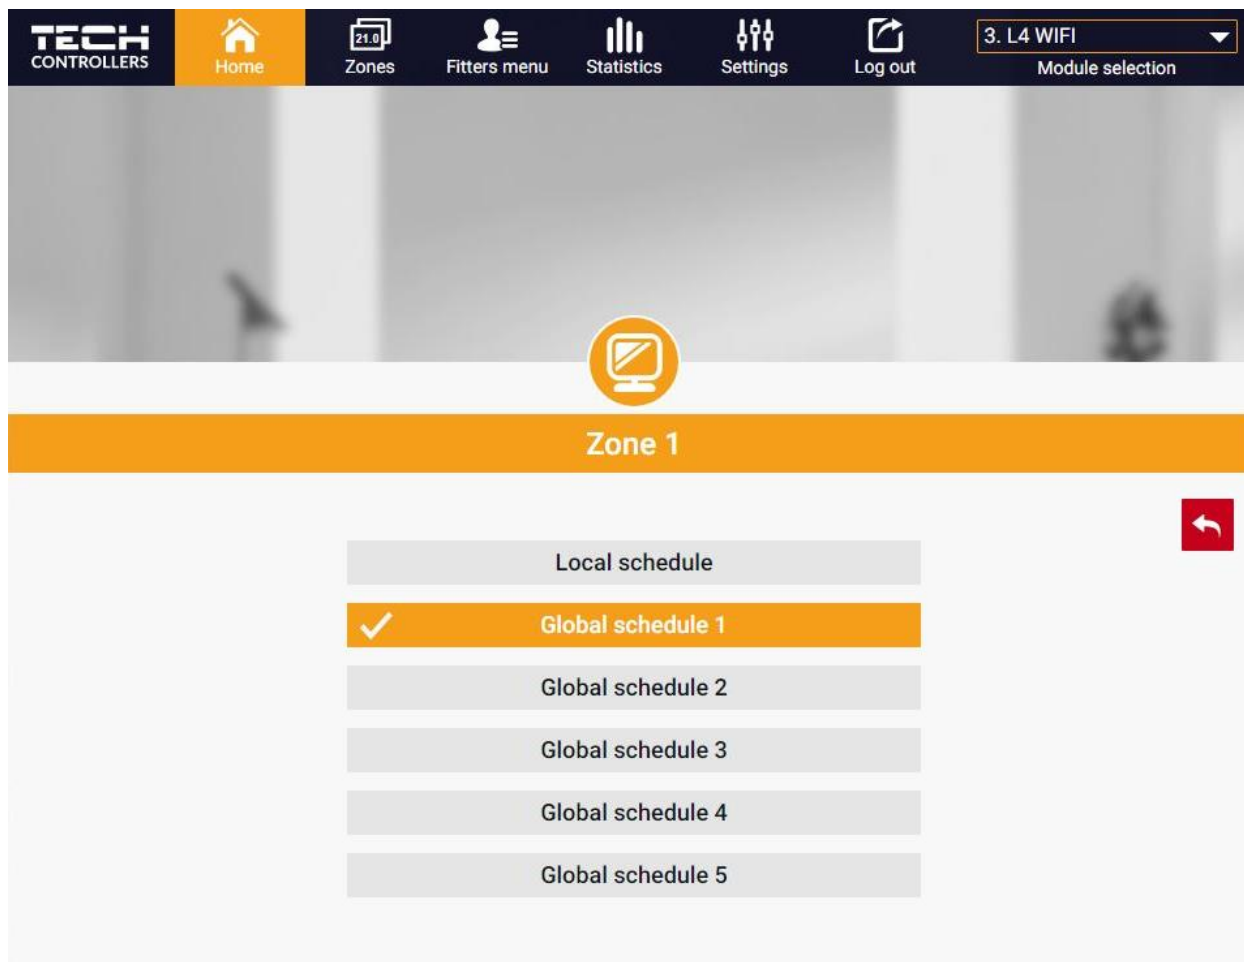 TECH
CONTROLLERS
Home
21.0
Zones
Fitters menu
Statistics
Settings
Log out
3. L4 WIFI
Module selection
Zone 1
Local schedule
Global schedule 1
Global schedule 2
Global schedule 3
Global schedule 4
Global schedule 5